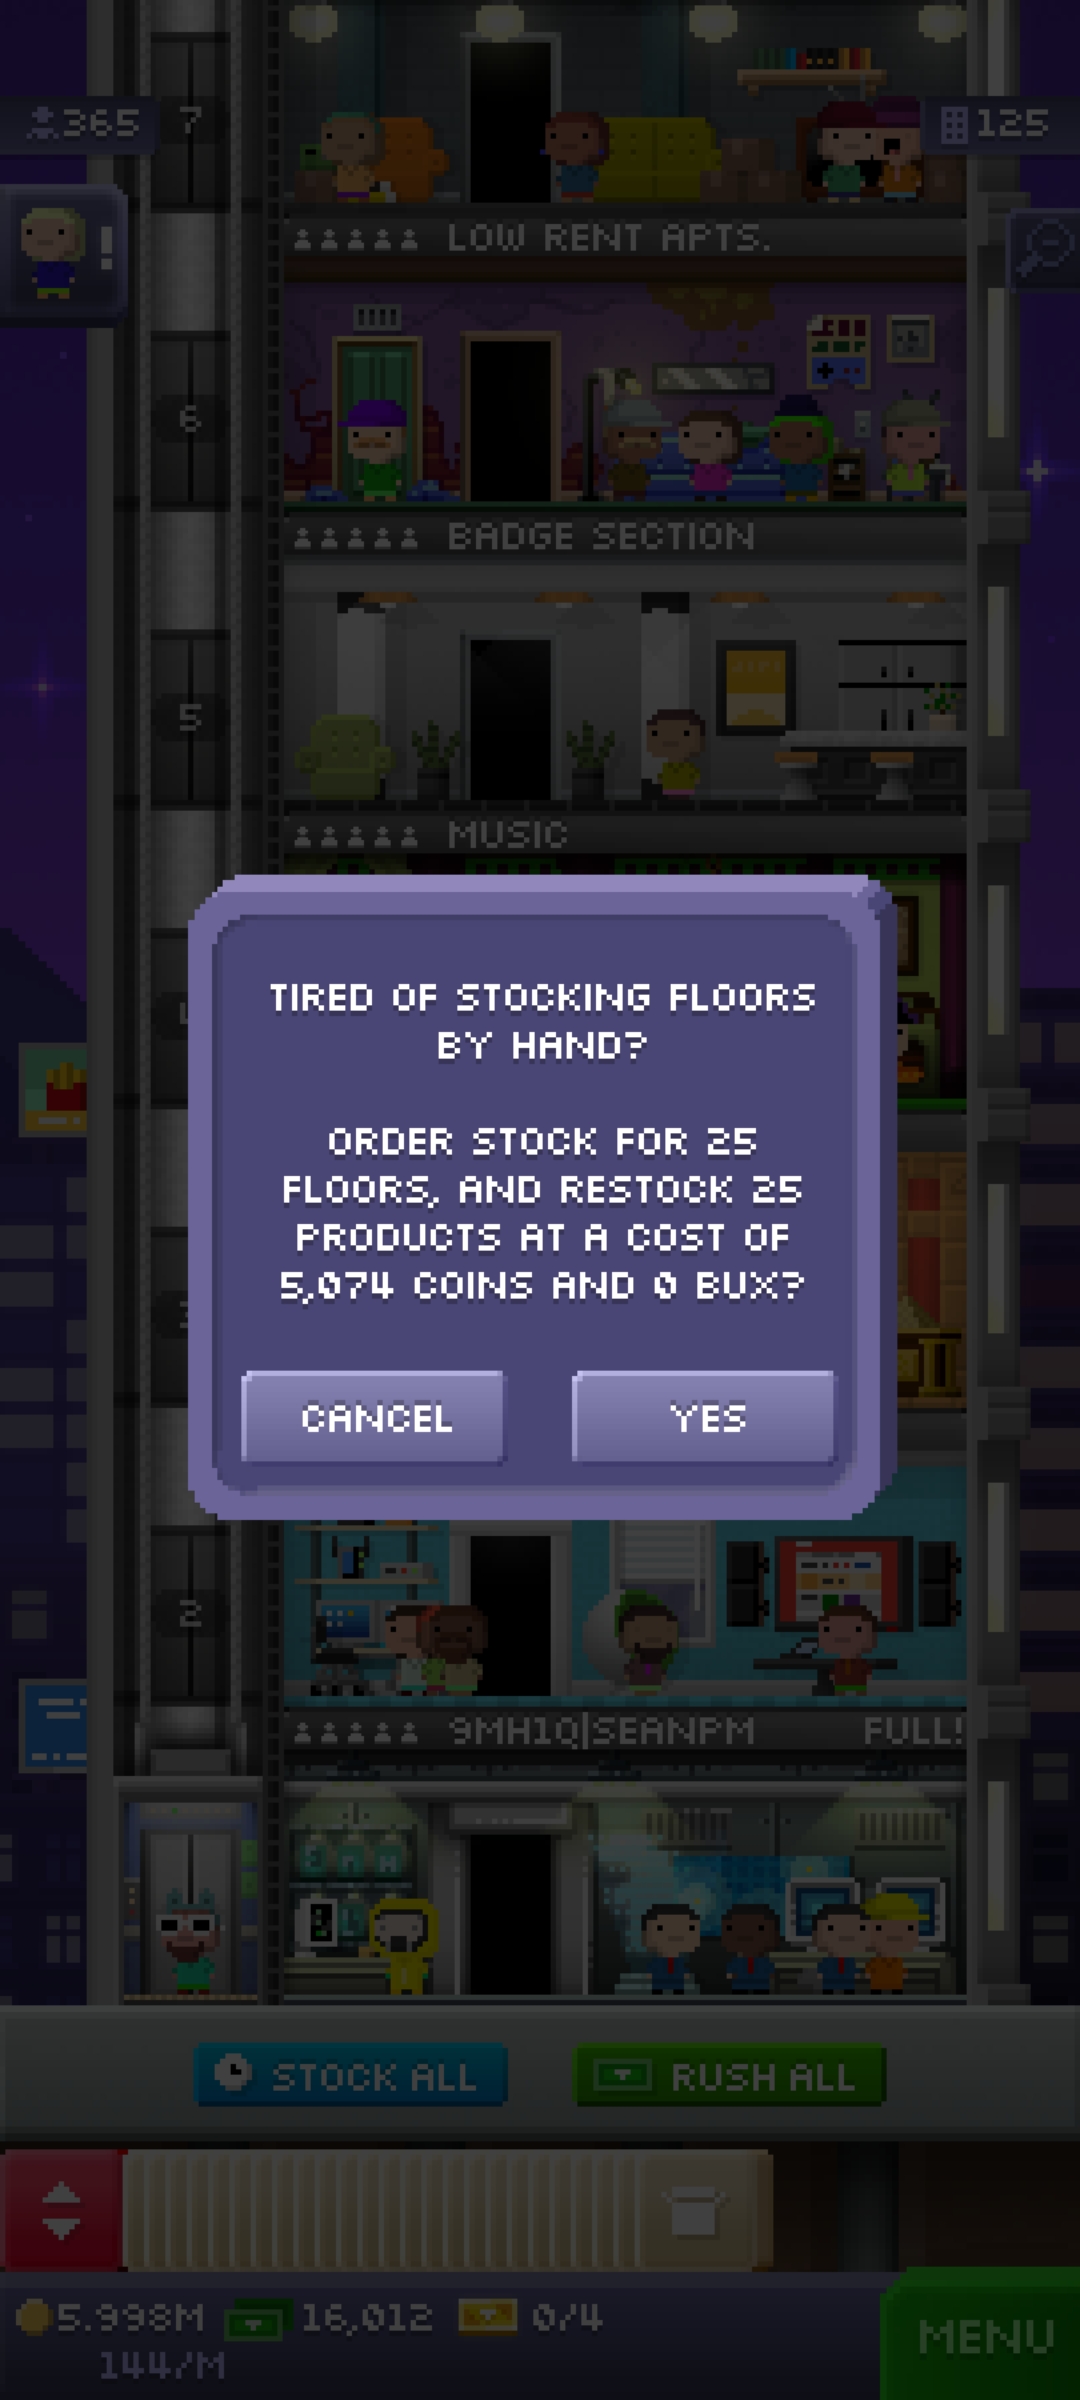 7
365
125
LOW RENT APTS.
6
BADGE SECTION
5
MUSIC
TIRED OF STOCKING FLOORS
BY HAND?
ORDER STOCK FOR 25
FLOORS, AND RESTOCK 25
PRODUCTS AT A COST OF
5,074 COINS AND 0 BUX?
CANCEL
YES
2
9MH1Q|SEANPM
FULL!
STOCK ALL
RUSH ALL
5.998M
16,012
0/4
144/M
MENU